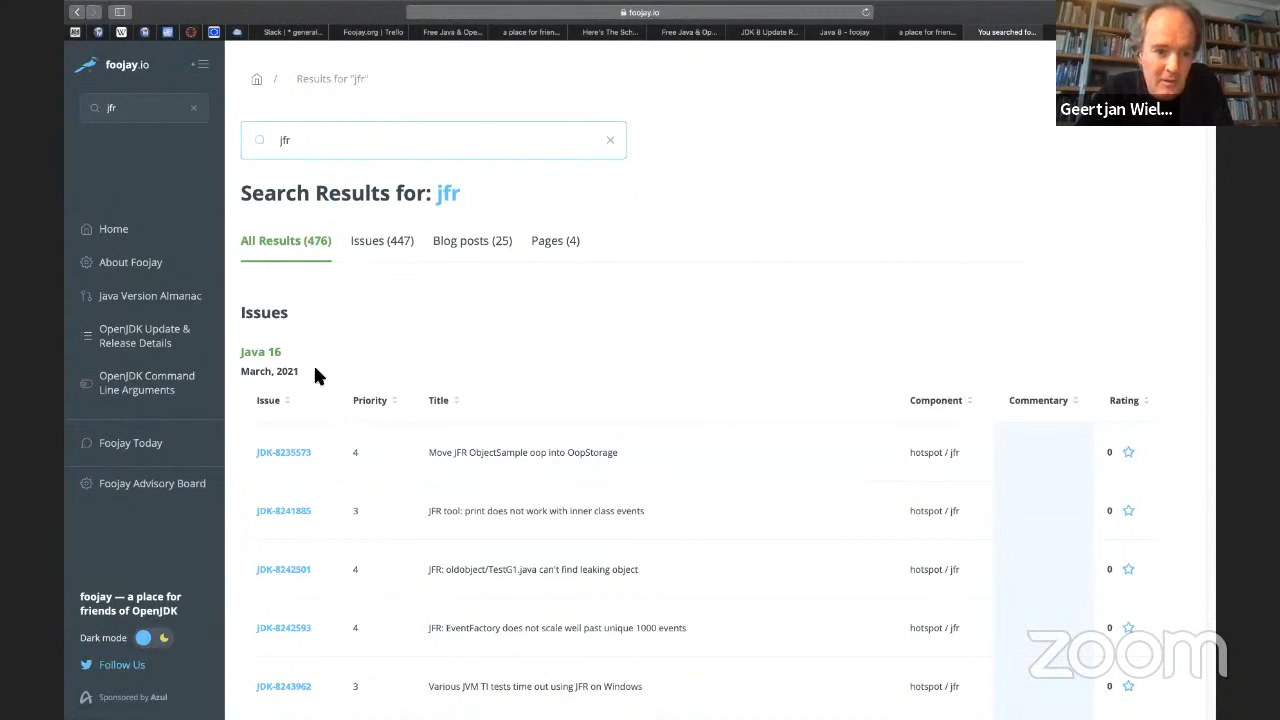 foojay.io
Slack | * general...
Foojay.org | Trello
Free Java & Ope...
a place for frien...
Here's The Sch...
Free Java & Op...
JDK 8 Update R...
Java 8 - foojay
a place for frien...
You searched fo...
Geertjan Wiel...
foojay.io
jfr
Home
About Foojay
Java Version Almanac
OpenJDK Update &
Release Details
OpenJDK Command
Line Arguments
Foojay Today
Foojay Advisory Board
foojay — a place for
friends of OpenJDK
Dark mode
Follow Us
Sponsored by Azul
/ Results for "jfr"
jfr
Search Results for: jfr
All Results (476) Issues (447) Blog posts (25) Pages (4)
Issues
Java 16
March, 2021
Issue Priority Title Component Commentary Rating
JDK-8235573 4 Move JFR ObjectSample oop into OopStorage hotspot / jfr 0
JDK-8241885 3 JFR tool: print does not work with inner class events hotspot / jfr 0
JDK-8242501 4 JFR: oldobject/TestG1.java can't find leaking object hotspot / jfr 0
JDK-8242593 4 JFR: EventFactory does not scale well past unique 1000 events hotspot / jfr 0
JDK-8243962 3 Various JVM TI tests time out using JFR on Windows hotspot / jfr 0
zoom